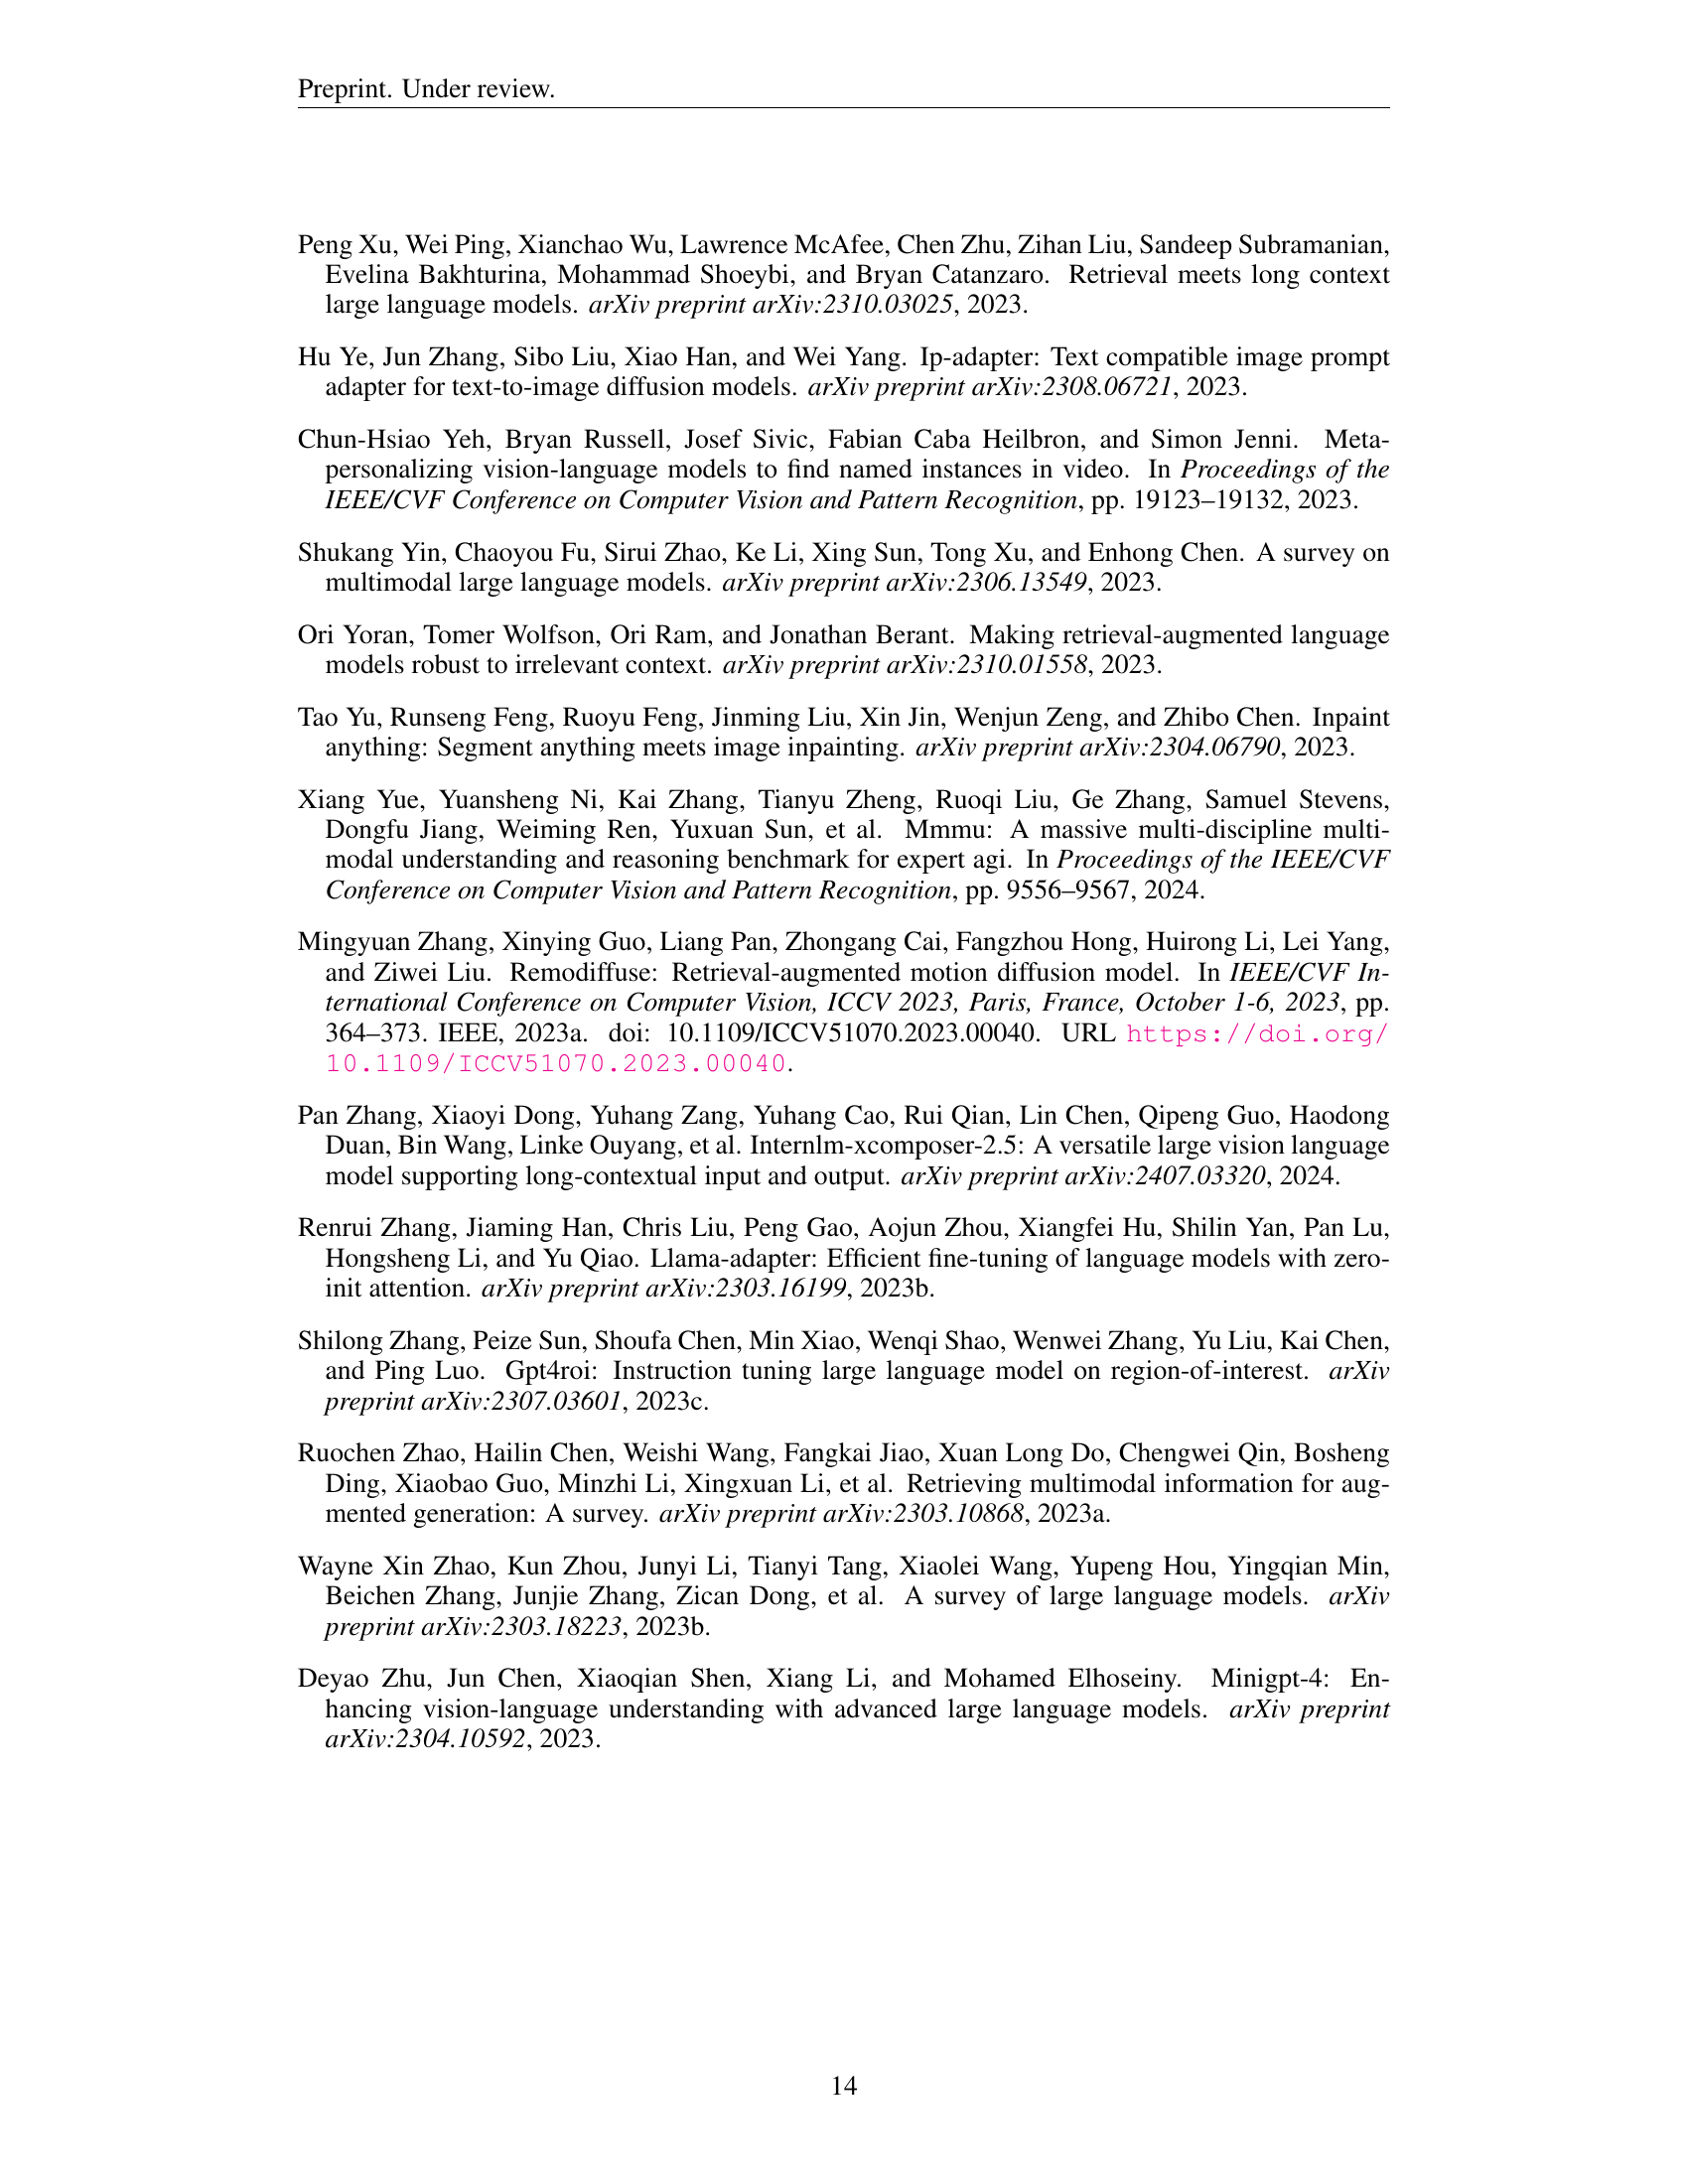 Preprint. Under review.
Peng Xu, Wei Ping, Xianchao Wu, Lawrence McAfee, Chen Zhu, Zihan Liu, Sandeep Subramanian,
Evelina Bakhturina, Mohammad Shoeybi, and Bryan Catanzaro. Retrieval meets long context
large language models. arXiv preprint arXiv:2310.03025, 2023.
Hu Ye, Jun Zhang, Sibo Liu, Xiao Han, and Wei Yang. Ip-adapter: Text compatible image prompt
adapter for text-to-image diffusion models. arXiv preprint arXiv:2308.06721, 2023.
Chun-Hsiao Yeh, Bryan Russell, Josef Sivic, Fabian Caba Heilbron, and Simon Jenni. Meta-
personalizing vision-language models to find named instances in video. In Proceedings of the
IEEE/CVF Conference on Computer Vision and Pattern Recognition, pp. 19123–19132, 2023.
Shukang Yin, Chaoyou Fu, Sirui Zhao, Ke Li, Xing Sun, Tong Xu, and Enhong Chen. A survey on
multimodal large language models. arXiv preprint arXiv:2306.13549, 2023.
Ori Yoran, Tomer Wolfson, Ori Ram, and Jonathan Berant. Making retrieval-augmented language
models robust to irrelevant context. arXiv preprint arXiv:2310.01558, 2023.
Tao Yu, Runseng Feng, Ruoyu Feng, Jinming Liu, Xin Jin, Wenjun Zeng, and Zhibo Chen. Inpaint
anything: Segment anything meets image inpainting. arXiv preprint arXiv:2304.06790, 2023.
Xiang Yue, Yuansheng Ni, Kai Zhang, Tianyu Zheng, Ruoqi Liu, Ge Zhang, Samuel Stevens,
Dongfu Jiang, Weiming Ren, Yuxuan Sun, et al. Mmmu: A massive multi-discipline multi-
modal understanding and reasoning benchmark for expert agi. In Proceedings of the IEEE/CVF
Conference on Computer Vision and Pattern Recognition, pp. 9556–9567, 2024.
Mingyuan Zhang, Xinying Guo, Liang Pan, Zhongang Cai, Fangzhou Hong, Huirong Li, Lei Yang,
and Ziwei Liu. Remodiffuse: Retrieval-augmented motion diffusion model. In IEEE/CVF In-
ternational Conference on Computer Vision, ICCV 2023, Paris, France, October 1-6, 2023, pp.
364–373. IEEE, 2023a. doi: 10.1109/ICCV51070.2023.00040. URL https://doi.org/
10.1109/ICCV51070.2023.00040.
Pan Zhang, Xiaoyi Dong, Yuhang Zang, Yuhang Cao, Rui Qian, Lin Chen, Qipeng Guo, Haodong
Duan, Bin Wang, Linke Ouyang, et al. Internlm-xcomposer-2.5: A versatile large vision language
model supporting long-contextual input and output. arXiv preprint arXiv:2407.03320, 2024.
Renrui Zhang, Jiaming Han, Chris Liu, Peng Gao, Aojun Zhou, Xiangfei Hu, Shilin Yan, Pan Lu,
Hongsheng Li, and Yu Qiao. Llama-adapter: Efficient fine-tuning of language models with zero-
init attention. arXiv preprint arXiv:2303.16199, 2023b.
Shilong Zhang, Peize Sun, Shoufa Chen, Min Xiao, Wenqi Shao, Wenwei Zhang, Yu Liu, Kai Chen,
and Ping Luo. Gpt4roi: Instruction tuning large language model on region-of-interest. arXiv
preprint arXiv:2307.03601, 2023c.
Ruochen Zhao, Hailin Chen, Weishi Wang, Fangkai Jiao, Xuan Long Do, Chengwei Qin, Bosheng
Ding, Xiaobao Guo, Minzhi Li, Xingxuan Li, et al. Retrieving multimodal information for aug-
mented generation: A survey. arXiv preprint arXiv:2303.10868, 2023a.
Wayne Xin Zhao, Kun Zhou, Junyi Li, Tianyi Tang, Xiaolei Wang, Yupeng Hou, Yingqian Min,
Beichen Zhang, Junjie Zhang, Zican Dong, et al. A survey of large language models. arXiv
preprint arXiv:2303.18223, 2023b.
Deyao Zhu, Jun Chen, Xiaoqian Shen, Xiang Li, and Mohamed Elhoseiny. Minigpt-4: En-
hancing vision-language understanding with advanced large language models. arXiv preprint
arXiv:2304.10592, 2023.
14